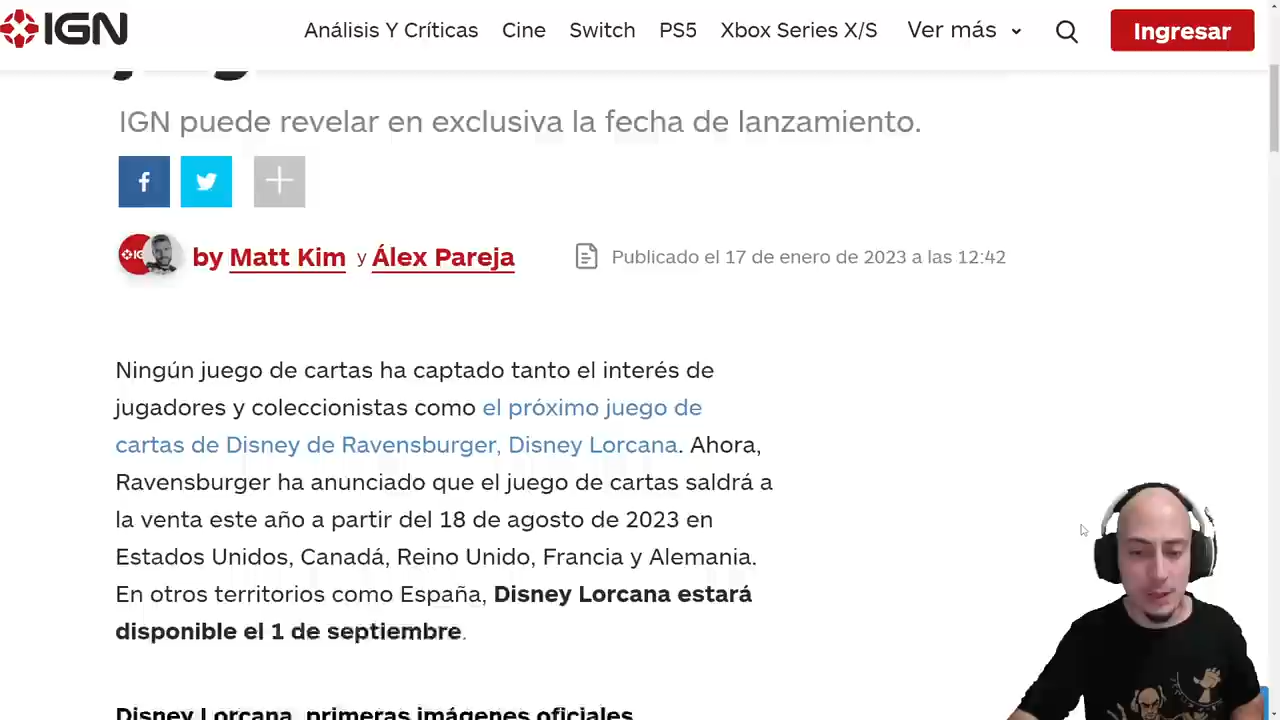 IGN
Análisis Y Críticas
Cine
Switch
PS5
Xbox Series X/S
Ver más
Ingresar
IGN puede revelar en exclusiva la fecha de lanzamiento.
by Matt Kim y Álex Pareja
Publicado el 17 de enero de 2023 a las 12:42
Ningún juego de cartas ha captado tanto el interés de
jugadores y coleccionistas como el próximo juego de
cartas de Disney de Ravensburger, Disney Lorcana. Ahora,
Ravensburger ha anunciado que el juego de cartas saldrá a
la venta este año a partir del 18 de agosto de 2023 en
Estados Unidos, Canadá, Reino Unido, Francia y Alemania.
En otros territorios como España, Disney Lorcana estará
disponible el 1 de septiembre.
Disney Lorcana, primeras imágenes oficiales